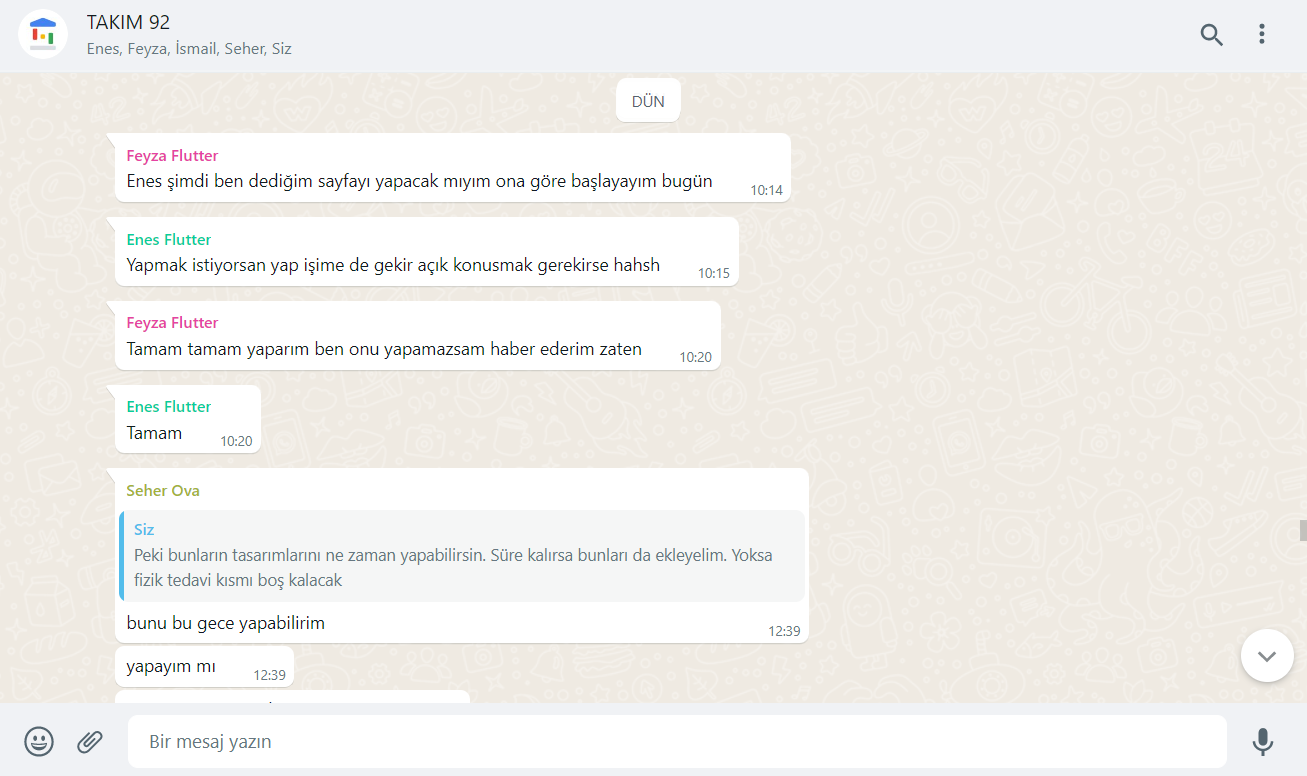 TAKIM 92
Enes, Feyza, İsmail, Seher, Siz
DÜN
Feyza Flutter
Enes şimdi ben dediğim sayfayı yapacak mıyım ona göre başlayayım bugün
10:14
Enes Flutter
Yapmak istiyorsan yap işime de gekir açık konusmak gerekirse hahsh
10:15
Feyza Flutter
Tamam tamam yaparım ben onu yapamazsam haber ederim zaten
10:20
Enes Flutter
Tamam
10:20
Seher Ova
Siz
Peki bunların tasarımlarını ne zaman yapabilirsin. Süre kalırsa bunları da ekleyelim. Yoksa
fizik tedavi kısmı boş kalacak
bunu bu gece yapabilirim
12:39
yapayım mı
12:39
Bir mesaj yazın